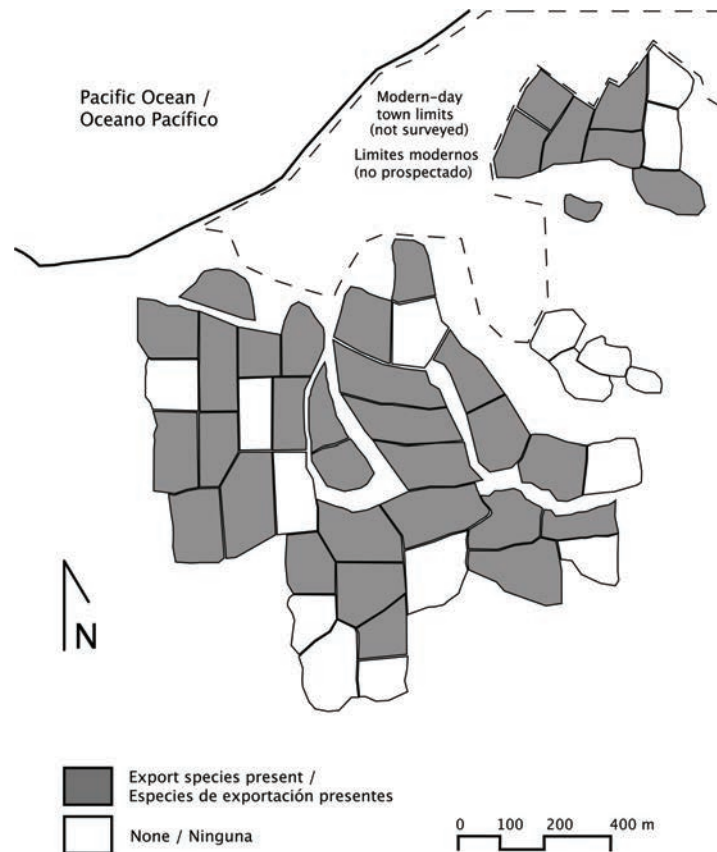 Pacific Ocean /
Oceano Pacífico
Modern-day
town limits
(not surveyed)
Limites modernos
(no prospectado)
N
Export species present /
Especies de exportación presentes
None / Ninguna
0 100 200 400 m